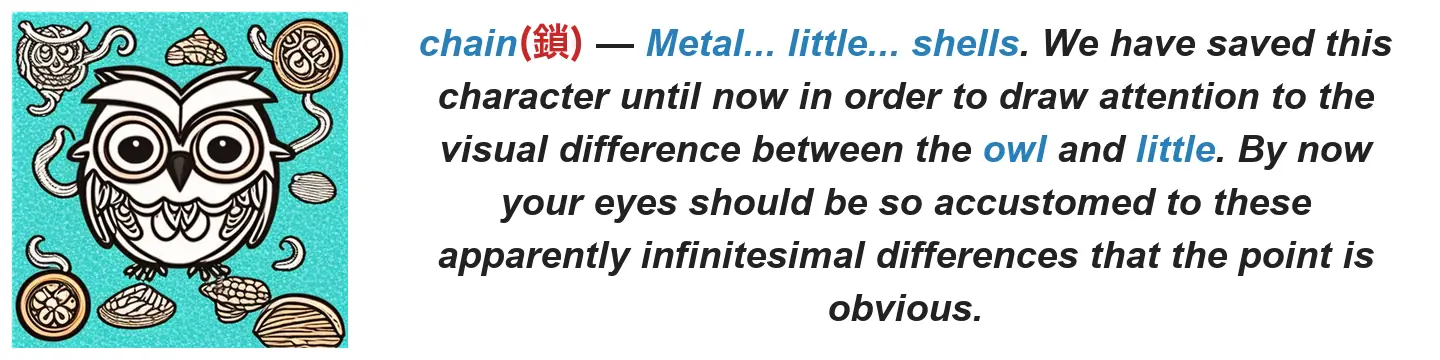 chain(鎖) — Metal... little... shells. We have saved this
character until now in order to draw attention to the
visual difference between the owl and little. By now
your eyes should be so accustomed to these
apparently infinitesimal differences that the point is
obvious.